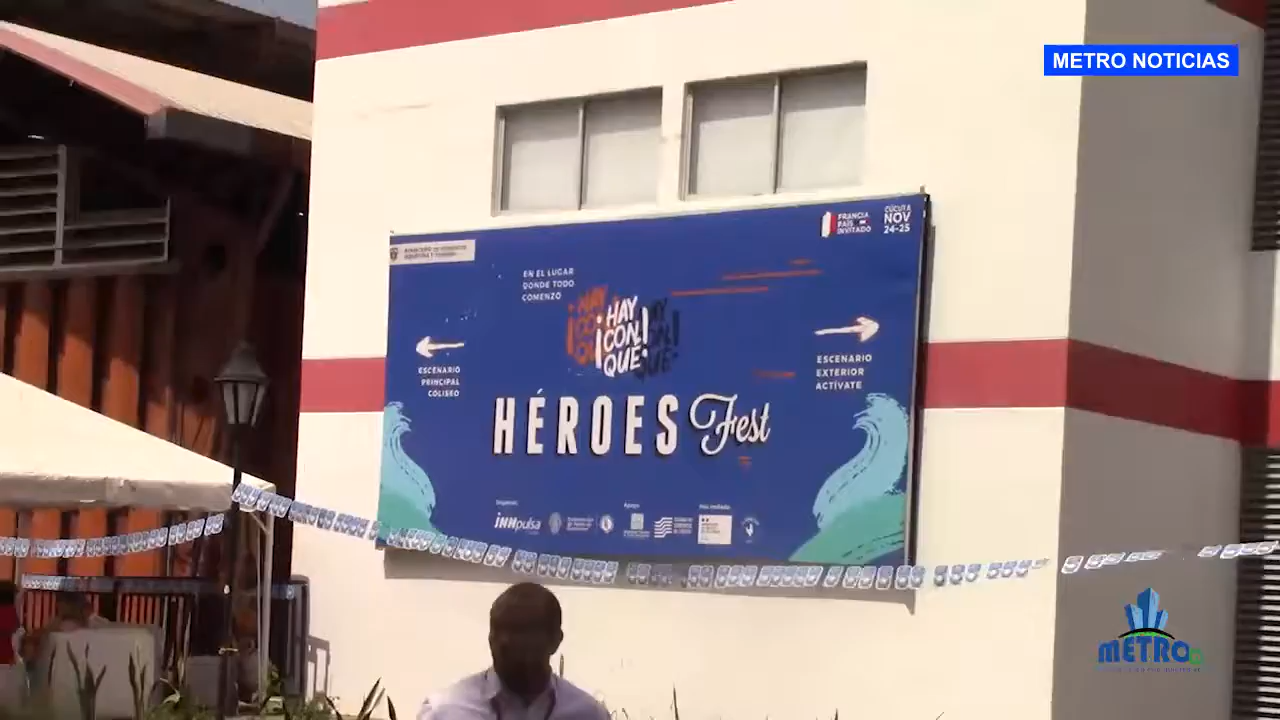 METRO NOTICIAS
FRANCIA
PAÍS
INVITADO
CÚCUTA
NOV
24-25
EN EL LUGAR
DONDE TODO
COMENZÓ
¡HAY
CON
QUÉ!
ESCENARIO
PRINCIPAL
COLISEO
ESCENARIO
EXTERIOR
ACTÍVATE
HÉROES Fest
iNNpulsa
METRO